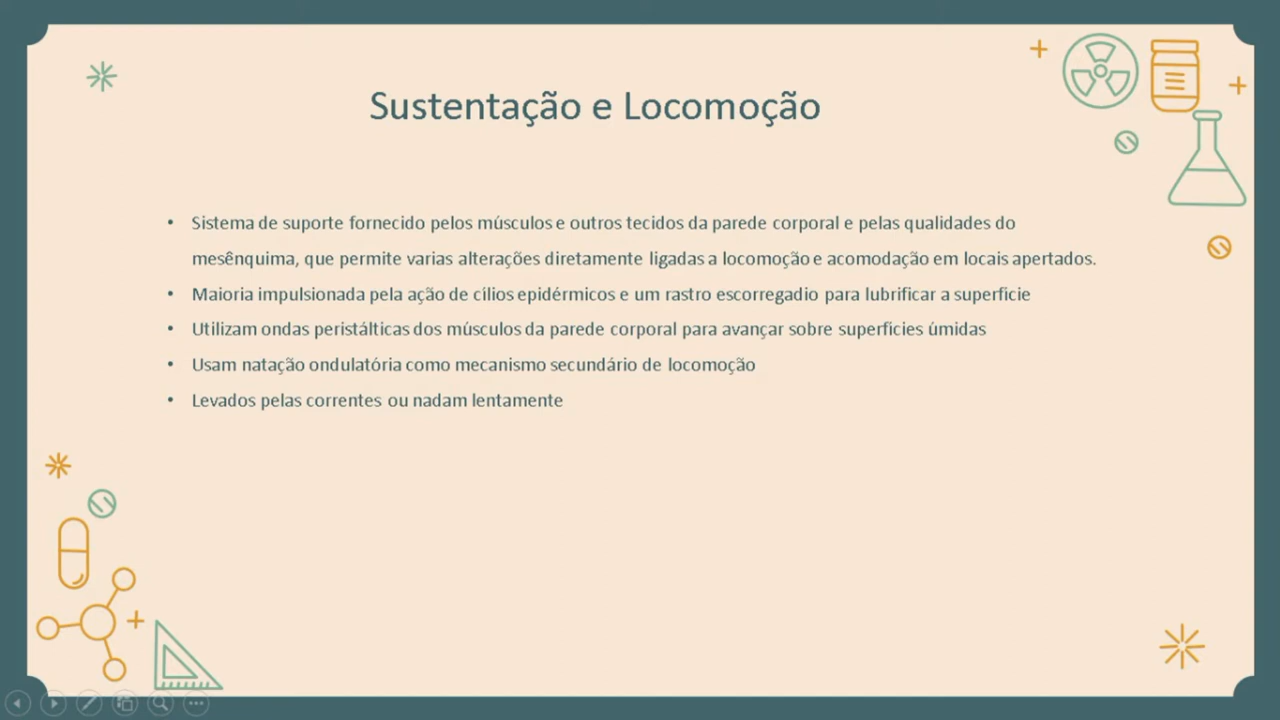 Sustentação e Locomoção
• Sistema de suporte fornecido pelos músculos e outros tecidos da parede corporal e pelas qualidades do
mesênquima, que permite varias alterações diretamente ligadas a locomoção e acomodação em locais apertados.
• Maioria impulsionada pela ação de cílios epidérmicos e um rastro escorregadio para lubrificar a superfície
• Utilizam ondas peristálticas dos músculos da parede corporal para avançar sobre superfícies úmidas
• Usam natação ondulatória como mecanismo secundário de locomoção
• Levados pelas correntes ou nadam lentamente